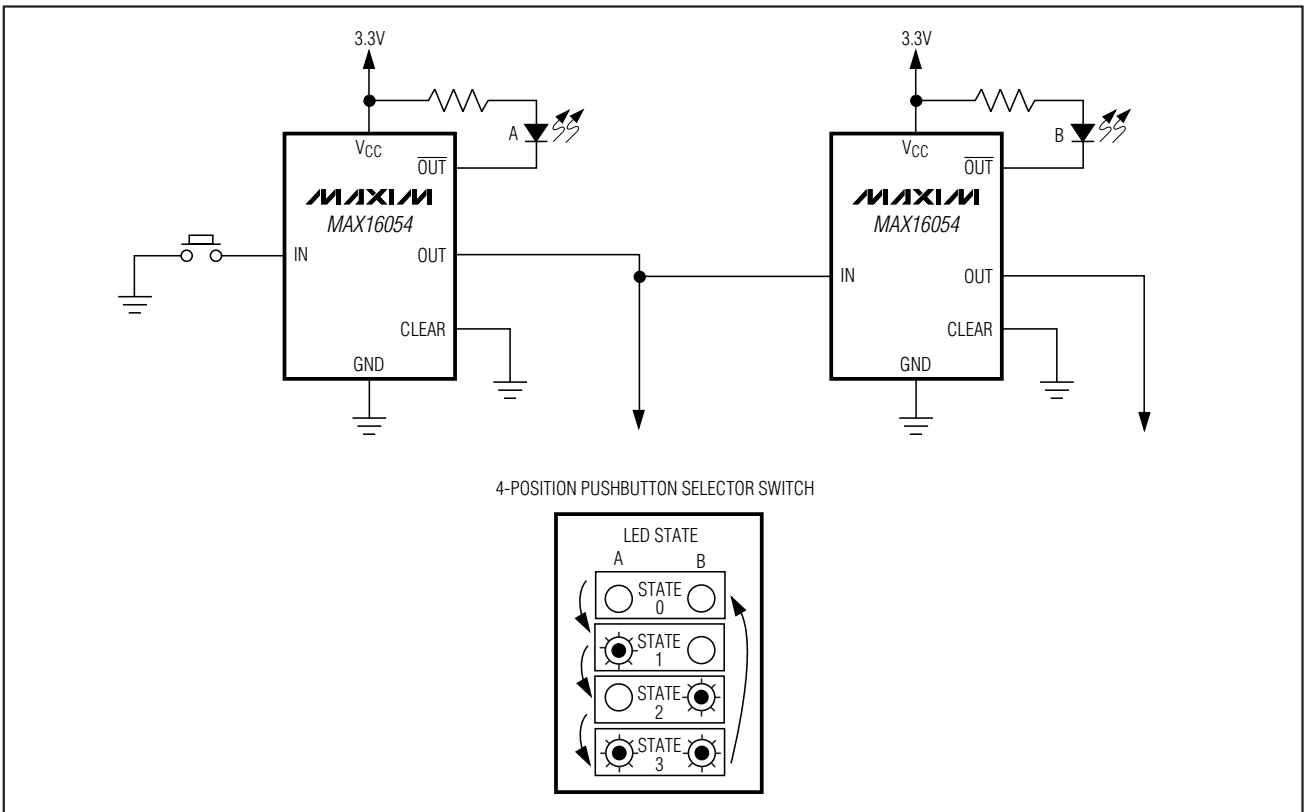 3.3V
A
VCC
OUT
MAXIM
MAX16054
IN
OUT
CLEAR
GND
3.3V
B
VCC
OUT
MAXIM
MAX16054
IN
OUT
CLEAR
GND
4-POSITION PUSHBUTTON SELECTOR SWITCH
LED STATE
A B
STATE
0
STATE
1
STATE
2
STATE
3